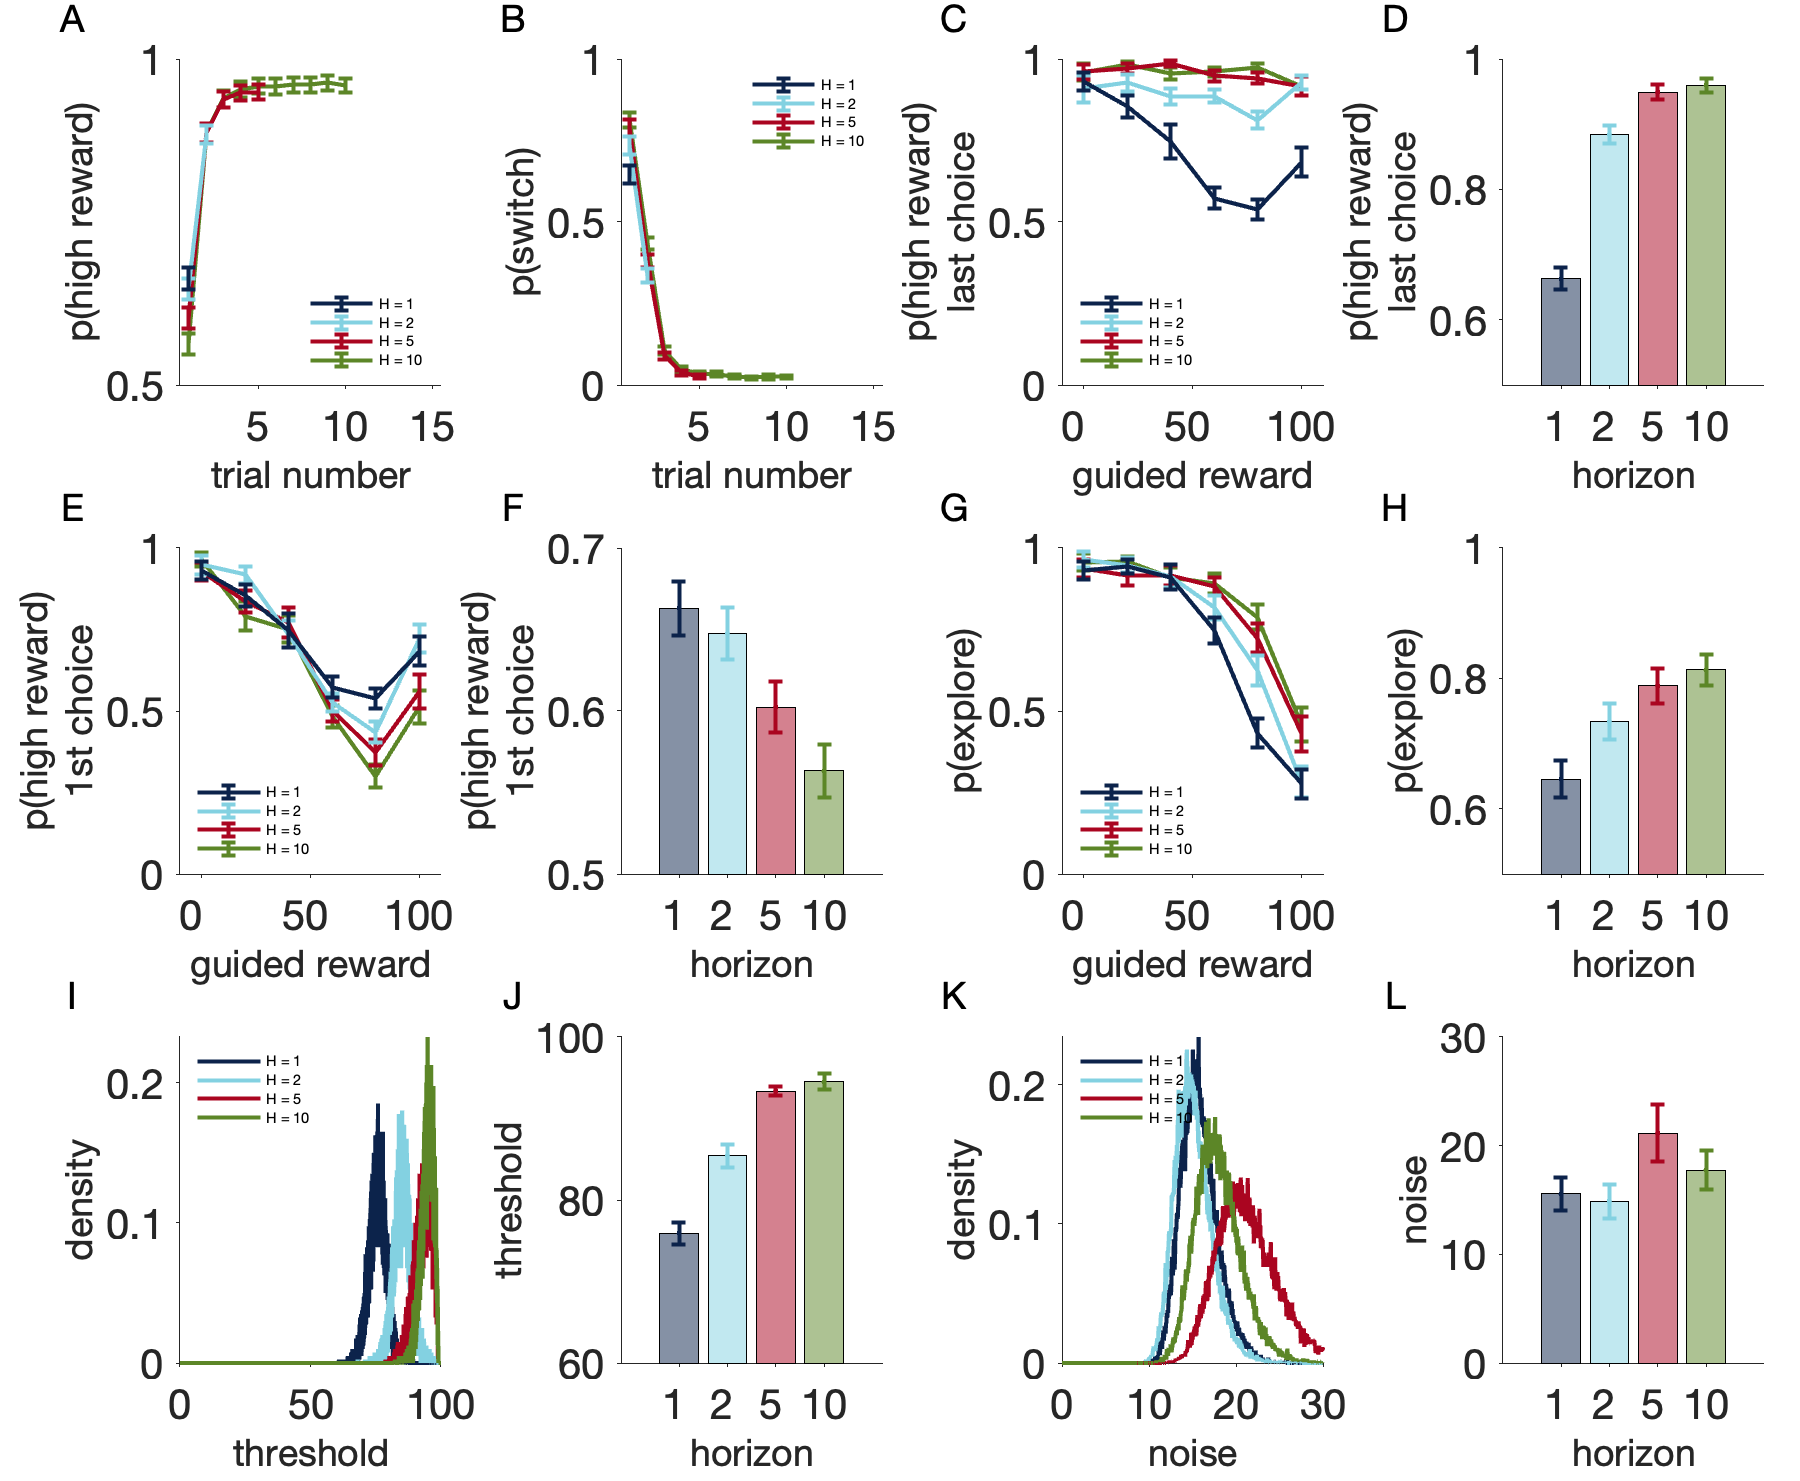 A
p(high reward)
1
0.5
H = 1
H = 2
H = 5
H = 10
5 10 15
trial number
B
p(switch)
1
0.5
0
H = 1
H = 2
H = 5
H = 10
5 10 15
trial number
C
p(high reward)
last choice
1
0.5
0
H = 1
H = 2
H = 5
H = 10
0 50 100
guided reward
D
p(high reward)
last choice
1
0.8
0.6
1 2 5 10
horizon
E
p(high reward)
1st choice
1
0.5
0
H = 1
H = 2
H = 5
H = 10
0 50 100
guided reward
F
p(high reward)
1st choice
0.7
0.6
0.5
1 2 5 10
horizon
G
p(explore)
1
0.5
0
H = 1
H = 2
H = 5
H = 10
0 50 100
guided reward
H
p(explore)
1
0.8
0.6
1 2 5 10
horizon
I
density
0.2
0.1
0
H = 1
H = 2
H = 5
H = 10
0 50 100
threshold
J
threshold
100
80
60
1 2 5 10
horizon
K
density
0.2
0.1
0
H = 1
H = 2
H = 5
H = 10
0 10 20 30
noise
L
noise
30
20
10
0
1 2 5 10
horizon